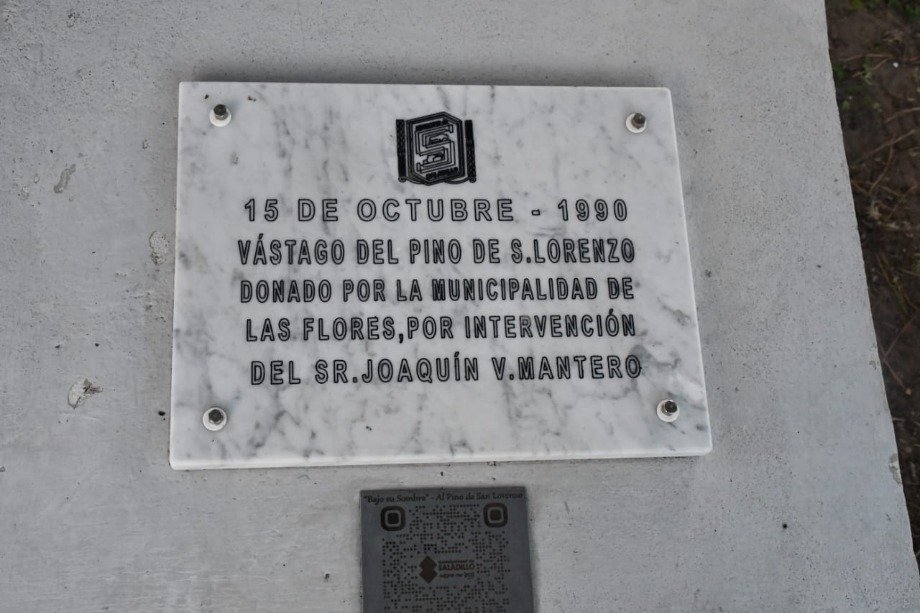 15 DE OCTUBRE - 1990
VÁSTAGO DEL PINO DE S.LORENZO
DONADO POR LA MUNICIPALIDAD DE
LAS FLORES,POR INTERVENCIÓN
DEL SR.JOAQUÍN V.MANTERO
"Bajo su Sombra" - Al Pino de San Lorenzo
SALADILLO